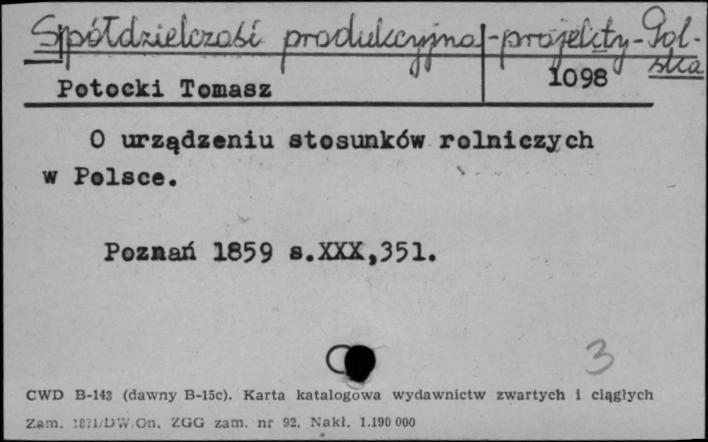 Spółdzielczość produkcyjna - projekty - Polska
Potocki Tomasz
1098
O urządzeniu stosunków rolniczych
w Polsce.
Poznań 1859 s.XXX,351.
3
CWD B-143 (dawny B-15c). Karta katalogowa wydawnictw zwartych i ciągłych
Zam. 1871/DW.On. ZGG zam. nr 92. Nakł. 1.190 000